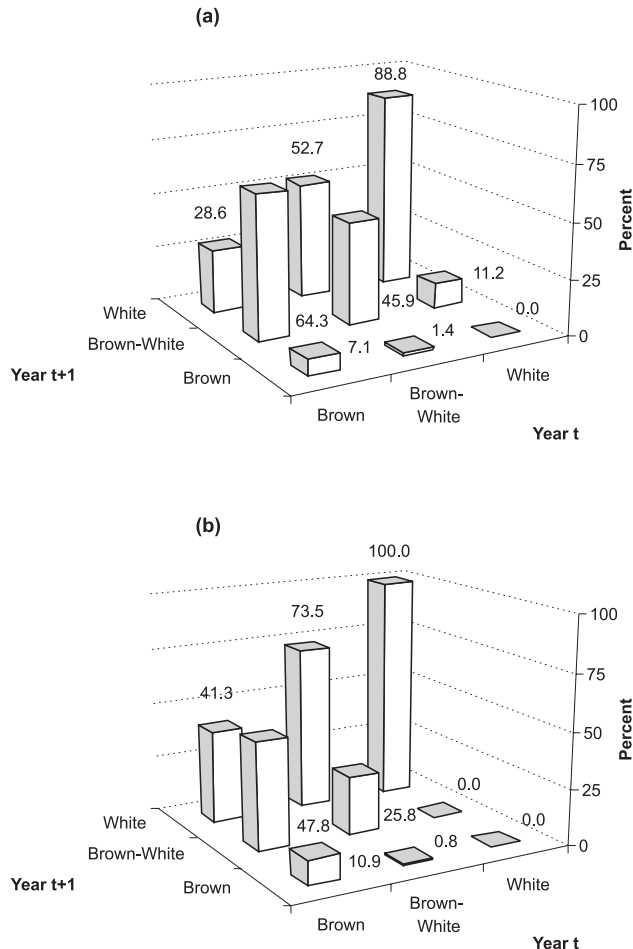 (a)
88.8
100
52.7
75
28.6
Percent
50
11.2
25
45.9
64.3
0.0
White
1.4
7.1
0
Brown-White
White
Year t+1
Brown
Brown-
White
Brown
Year t
(b)
100.0
73.5
100
41.3
75
Percent
50
0.0
25
25.8
47.8
0.0
White
0.8
10.9
0
Brown-White
White
Year t+1
Brown
Brown-
White
Brown
Year t